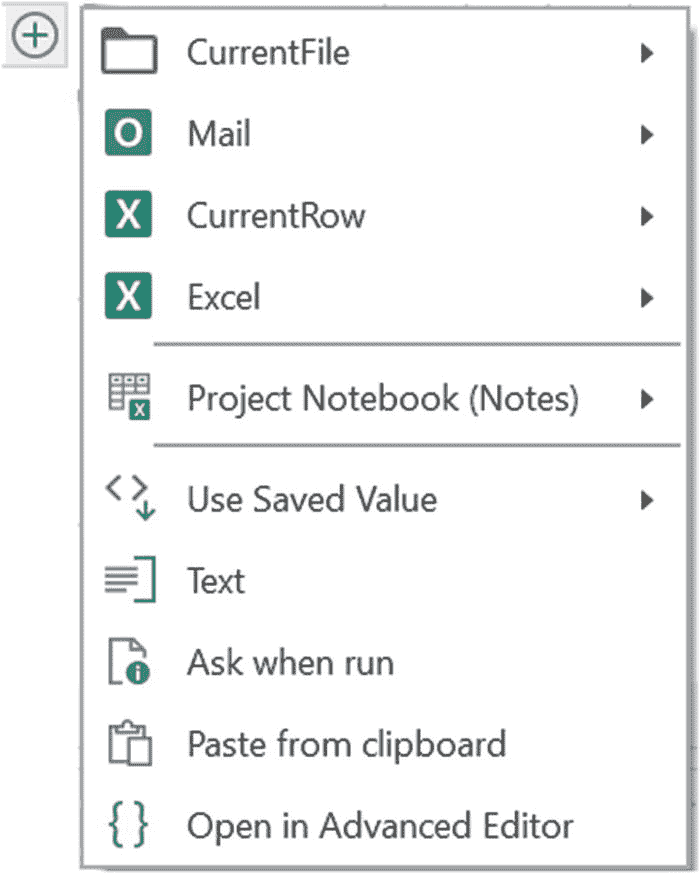 CurrentFile
Mail
CurrentRow
Excel
Project Notebook (Notes)
Use Saved Value
Text
Ask when run
Paste from clipboard
Open in Advanced Editor